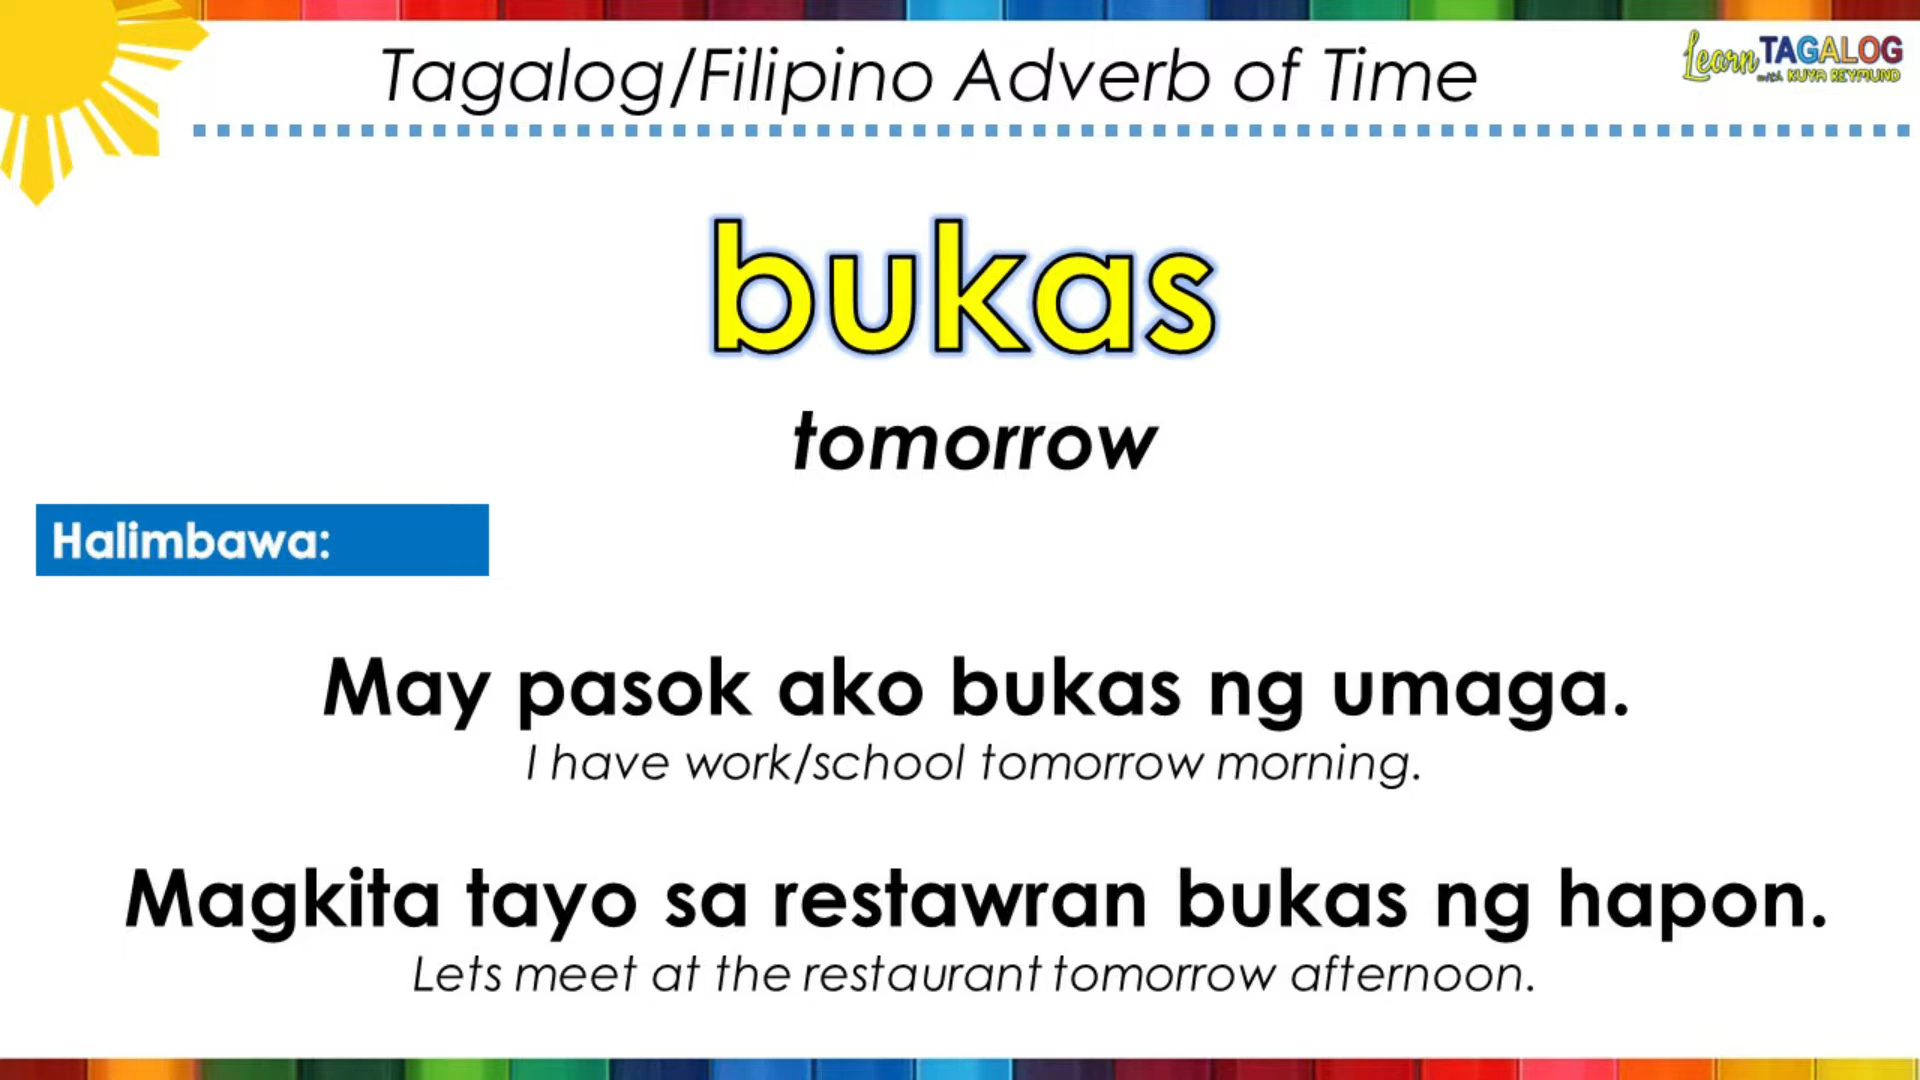 Tagalog/Filipino Adverb of Time
Learn TAGALOG
with KUYA REYMUND
bukas
tomorrow
Halimbawa:
May pasok ako bukas ng umaga.
I have work/school tomorrow morning.
Magkita tayo sa restawran bukas ng hapon.
Lets meet at the restaurant tomorrow afternoon.